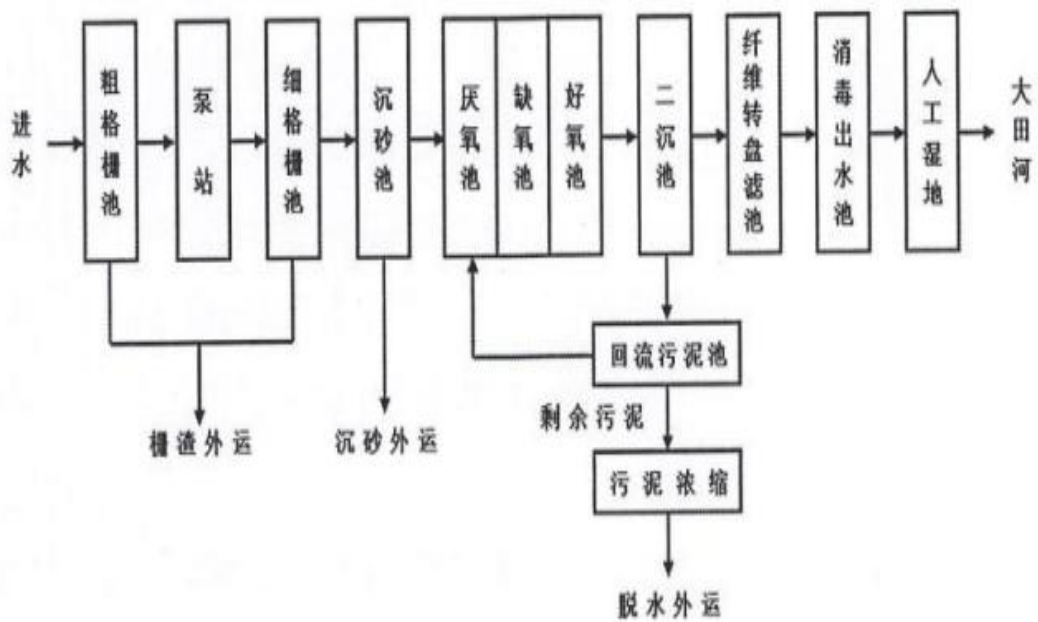 进水
粗格栅池
泵站
细格栅池
沉砂池
厌氧池
缺氧池
好氧池
二沉池
纤维转盘滤池
消毒出水池
人工湿地
大田河
回流污泥池
剩余污泥
栅渣外运
沉砂外运
污泥浓缩
脱水外运